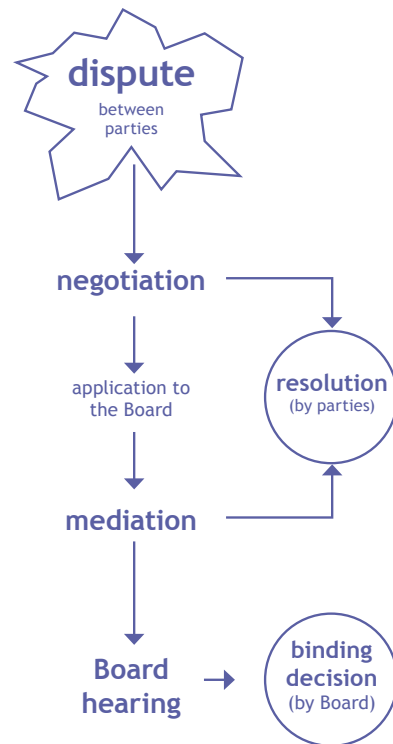 dispute
between
parties
negotiation
application to
the Board
resolution
(by parties)
mediation
Board
hearing
binding
decision
(by Board)